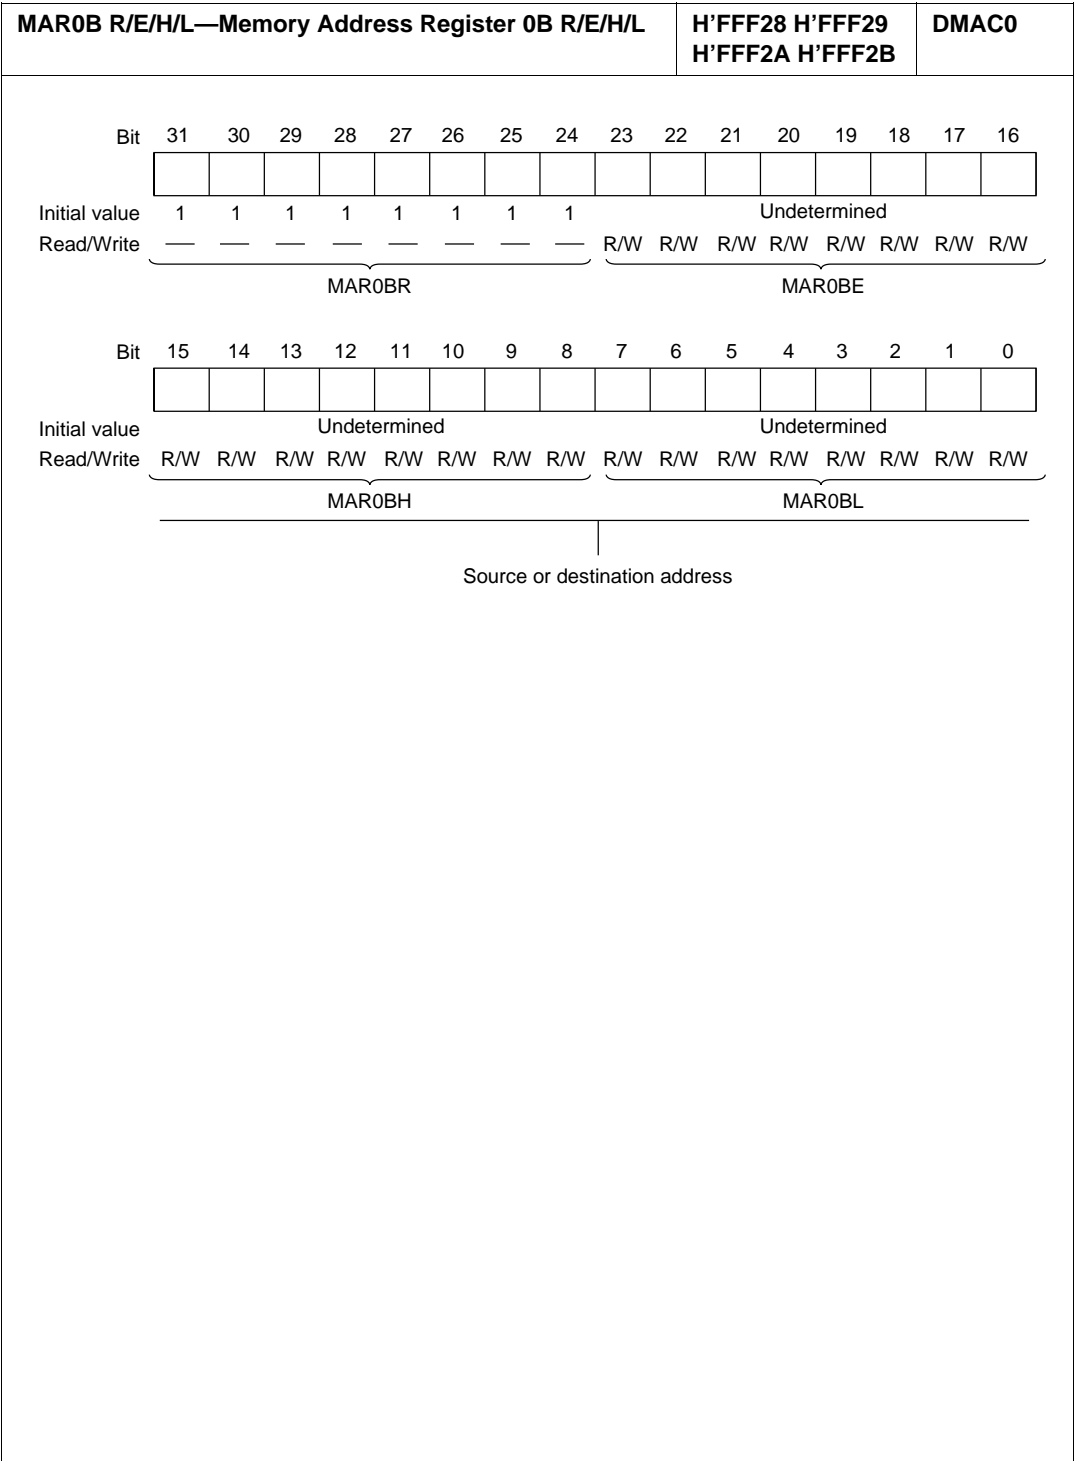 MAR0B R/E/H/L—Memory Address Register 0B R/E/H/L
H’FFF28 H’FFF29
H’FFF2A H’FFF2B
DMAC0
Bit 31 30 29 28 27 26 25 24 23 22 21 20 19 18 17 16
Initial value 1 1 1 1 1 1 1 1 Undetermined
Read/Write — — — — — — — — R/W R/W R/W R/W R/W R/W R/W R/W
MAR0BR MAR0BE
Bit 15 14 13 12 11 10 9 8 7 6 5 4 3 2 1 0
Initial value Undetermined Undetermined
Read/Write R/W R/W R/W R/W R/W R/W R/W R/W R/W R/W R/W R/W R/W R/W R/W R/W
MAR0BH MAR0BL
Source or destination address